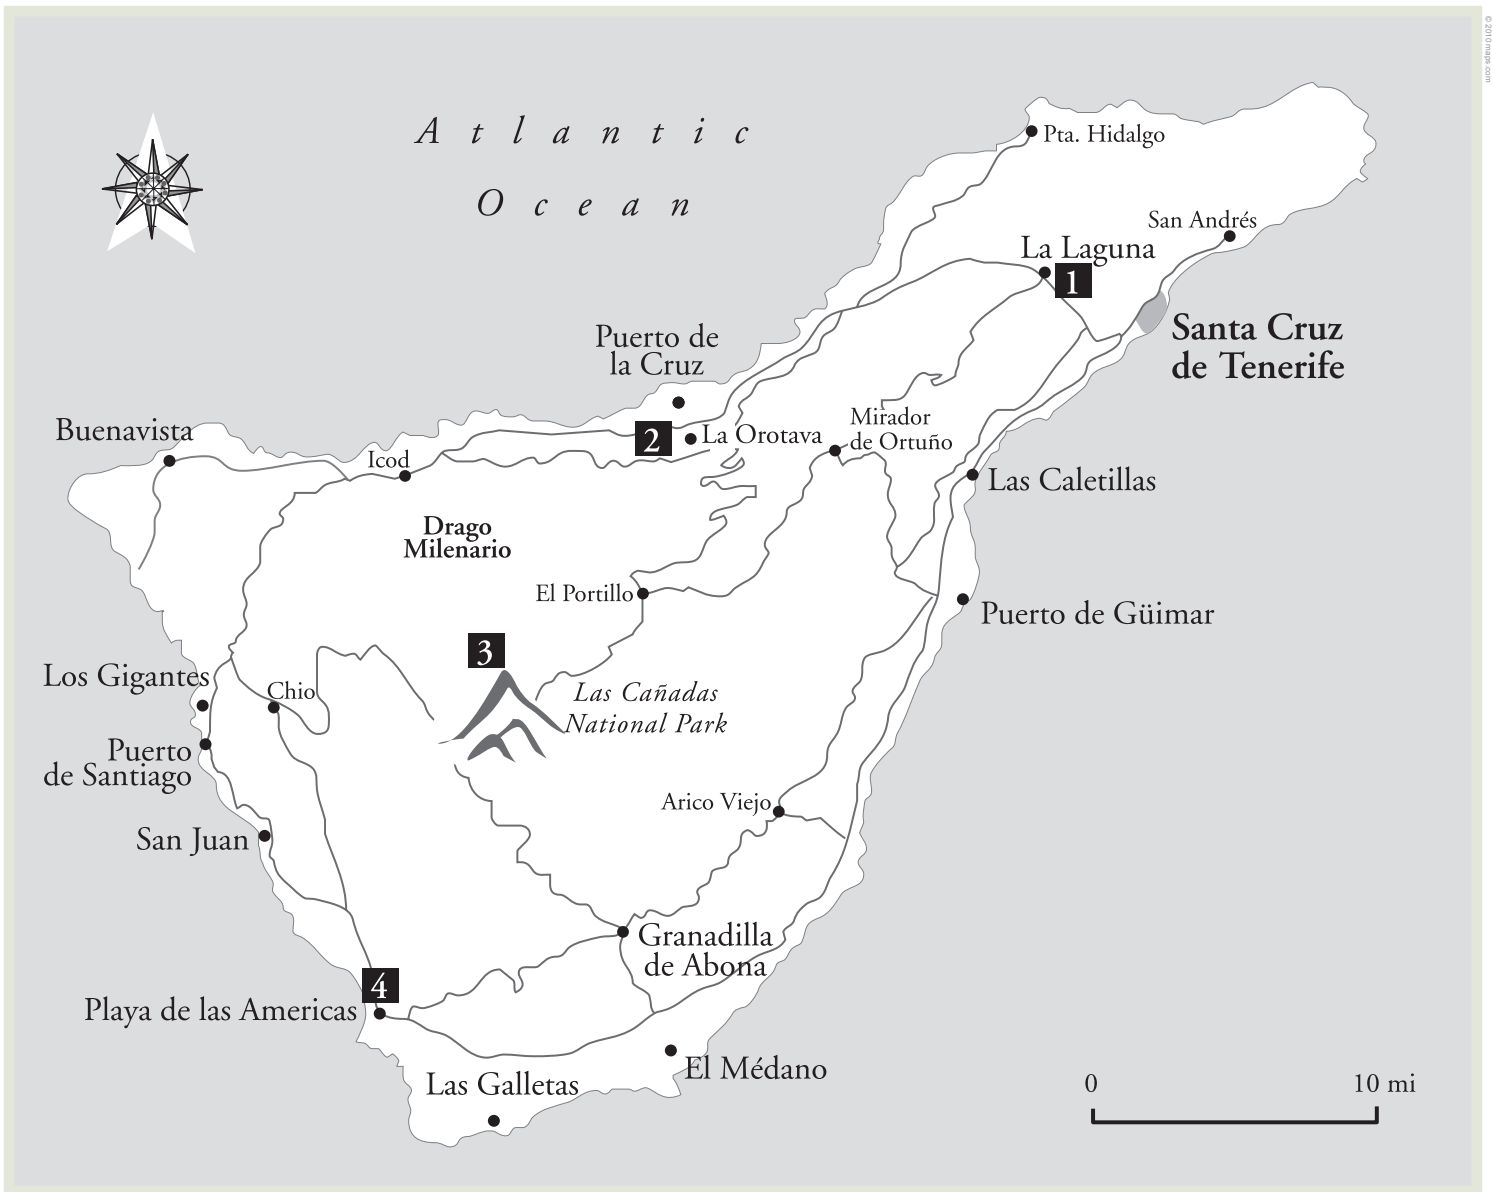 © 2010 maps.com
Atlantic
Ocean
Pta. Hidalgo
San Andrés
La Laguna
1
Santa Cruz
de Tenerife
Puerto de
la Cruz
2
La Orotava
Mirador
de Ortuño
Buenavista
Icod
Las Caletillas
Drago
Milenario
El Portillo
Puerto de Güimar
3
Los Gigantes
Chio
Las Cañadas
National Park
Puerto
de Santiago
Arico Viejo
San Juan
Granadilla
de Abona
4
Playa de las Americas
El Médano
Las Galletas
0 10 mi